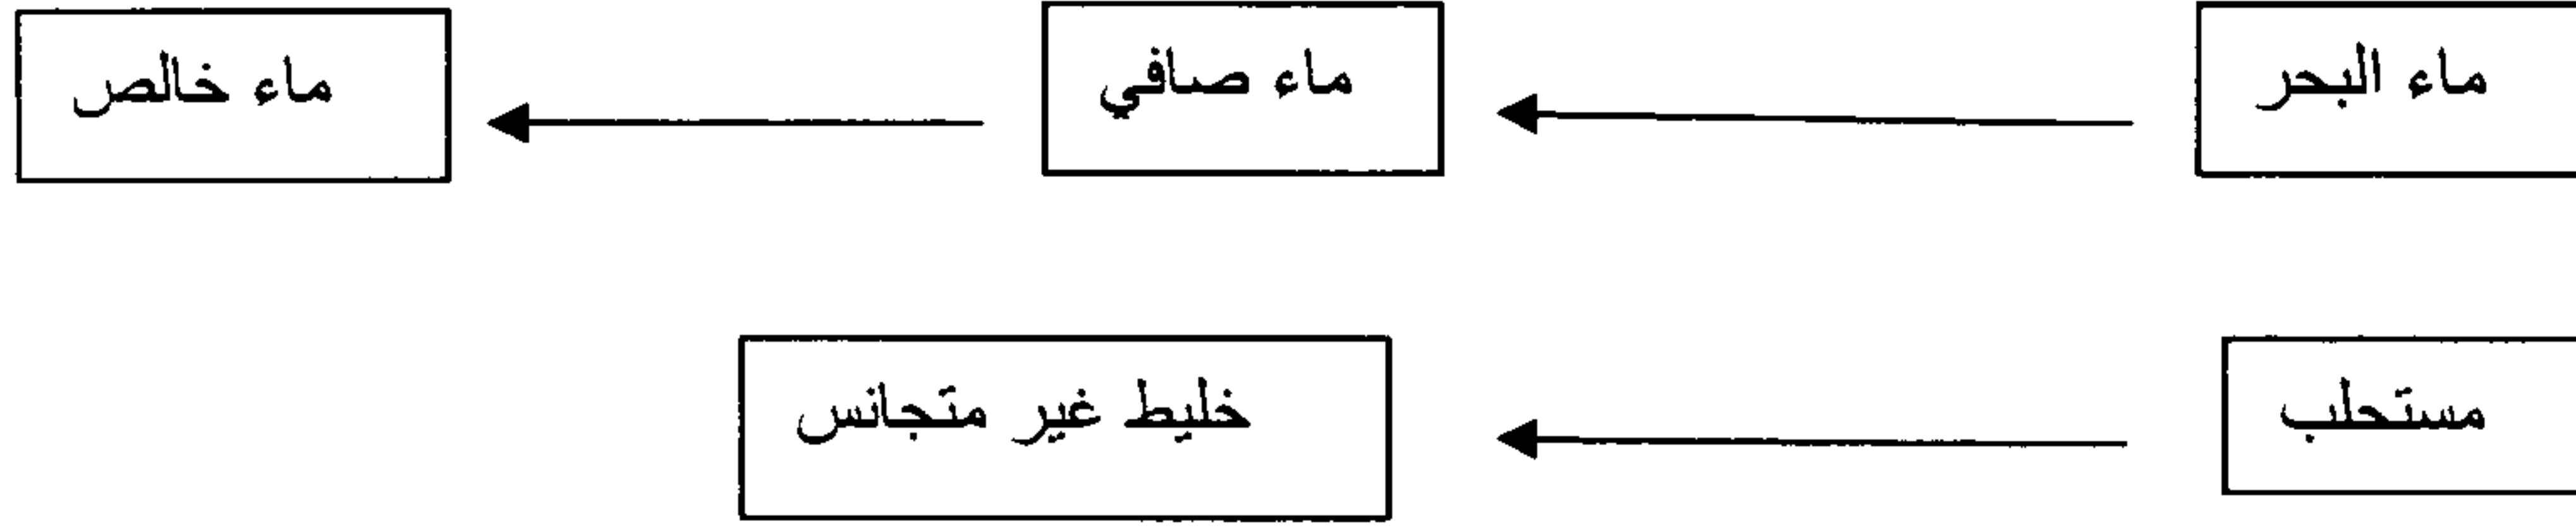 ماء البحر
ماء صافي
ماء خالص
مستحلب
خليط غير متجانس